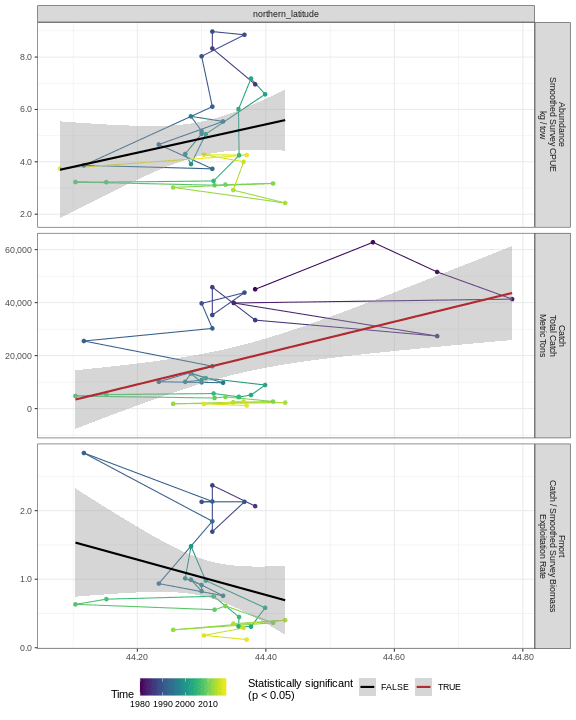 northern_latitude
8.0
6.0
4.0
2.0
Abundance
Smoothed Survey CPUE
kg / tow
60,000
40,000
20,000
0
Catch
Total Catch
Metric Tons
2.0
1.0
0.0
Fmort
Catch / Smoothed Survey Biomass
Exploitation Rate
44.20 44.40 44.60 44.80
Time
1980 1990 2000 2010
Statistically significant
(p < 0.05)
FALSE TRUE